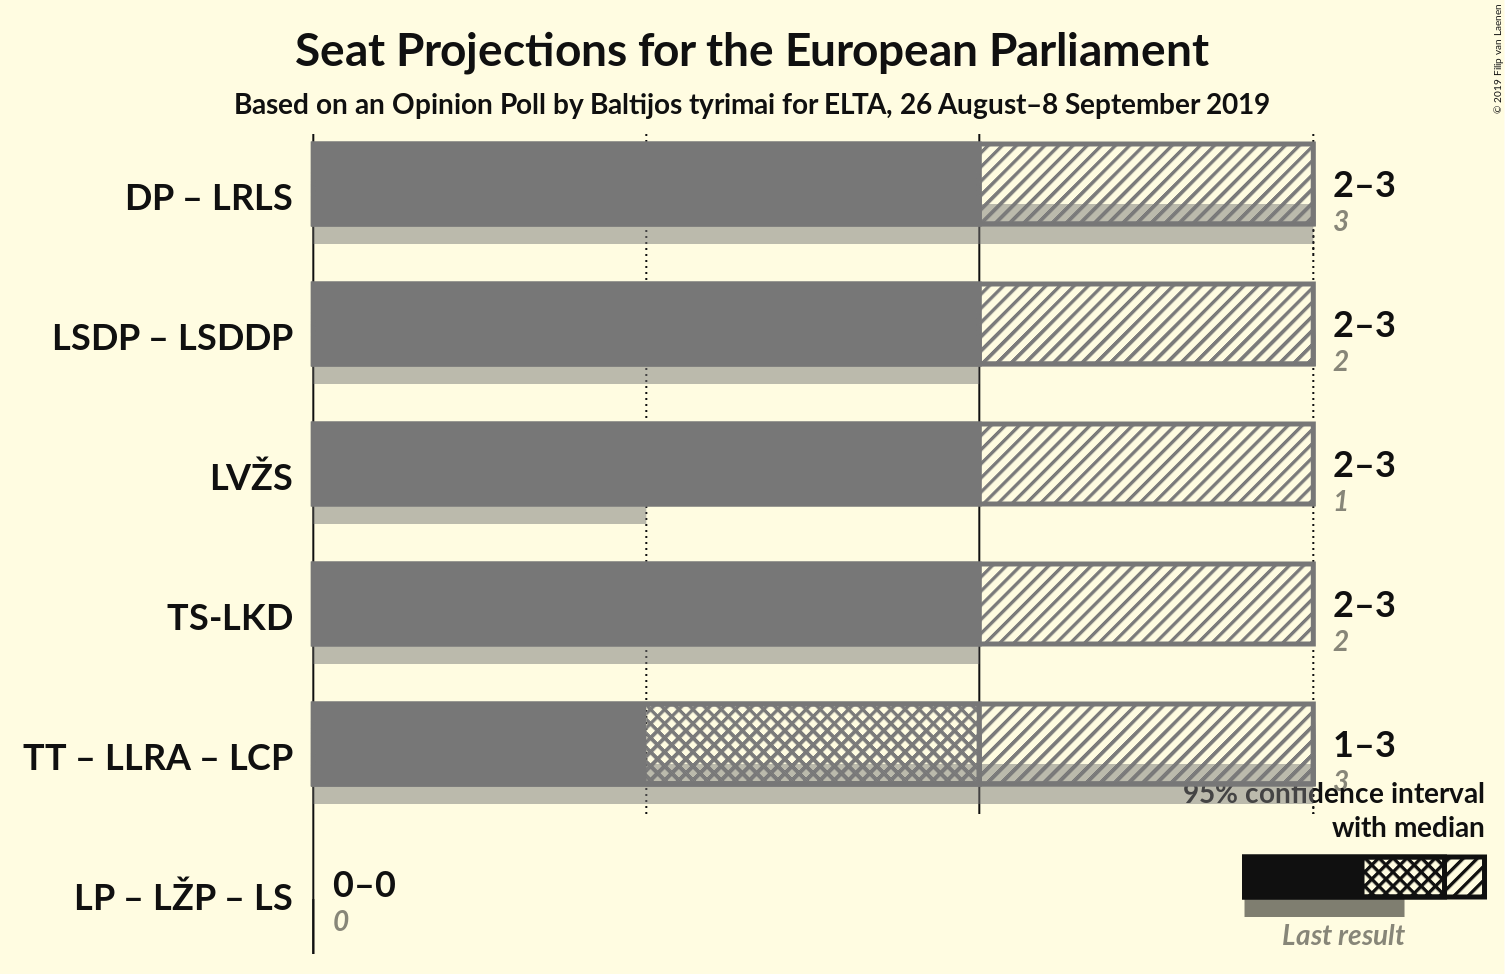 Seat Projections for the European Parliament
Based on an Opinion Poll by Baltijos tyrimai for ELTA, 26 August–8 September 2019
© 2019 Filip van Laenen
DP – LRLS
2–3
3
LSDP – LSDDP
2–3
2
LVŽS
2–3
1
TS-LKD
2–3
2
TT – LLRA – LCP
1–3
3
95% confidence interval
with median
LP – LŽP – LS
0–0
0
Last result